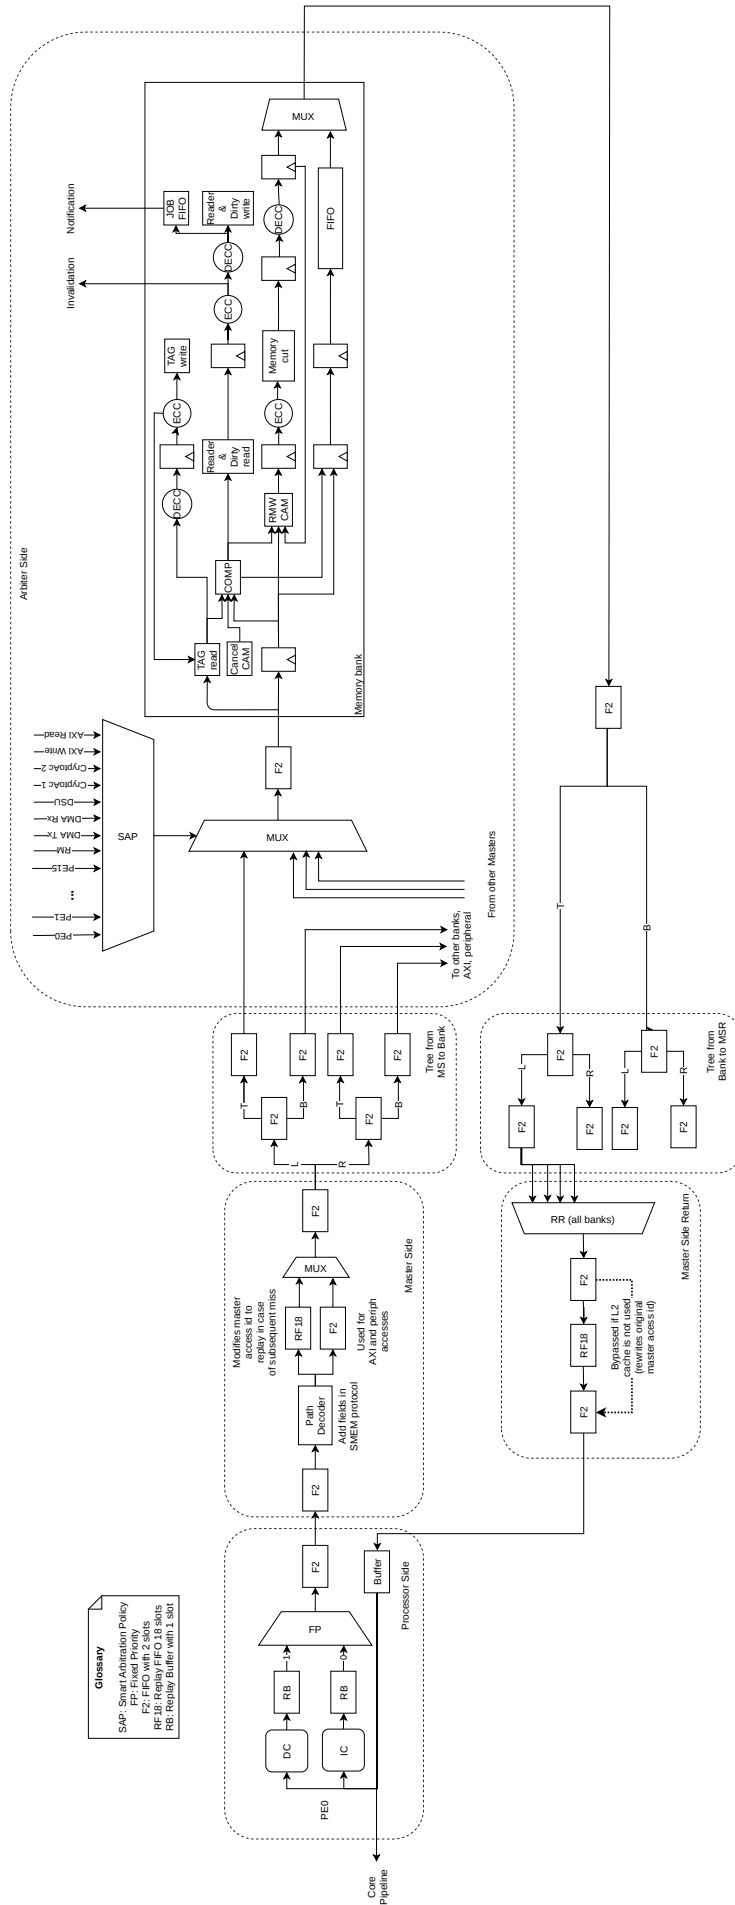 Glossary
SAP: Smart Arbitration Policy
FP: Fixed Priority
F2: FIFO with 2 slots
RF18: Replay FIFO 18 slots
RB: Replay Buffer with 1 slot
Core
Pipeline
PE0
DC
IC
RB
RB
1
0
FP
F2
Buffer
Processor Side
F2
Path
Decoder
Add fields in
SMEM protocol
Modifies master
access id to
replay in case
of subsequent miss
RF18
F2
Used for
AXI and periph
accesses
MUX
F2
Master Side
L
R
F2
F2
T
B
T
B
F2
F2
F2
F2
Tree from
MS to Bank
To other banks,
AXI, peripheral
From other Masters
PE0
PE1
...
PE15
RM
DMA Tx
DMA Rx
DSU
CryptoAc 1
CryptoAc 2
AXI Write
AXI Read
SAP
MUX
F2
Arbiter Side
Memory bank
TAG
read
Cancel
CAM
COMP
DECC
ECC
TAG
write
Reader
&
Dirty
read
ECC
DECC
JOB
FIFO
Reader
&
Dirty
write
Invalidation
Notification
RMW
CAM
ECC
Memory
cut
DECC
FIFO
MUX
F2
T
B
F2
F2
L
R
L
R
F2
F2
F2
F2
Tree from
Bank to MSR
RR (all banks)
F2
RF18
F2
Bypassed if L2
cache is not used
(rewrites original
master acess id)
Master Side Return